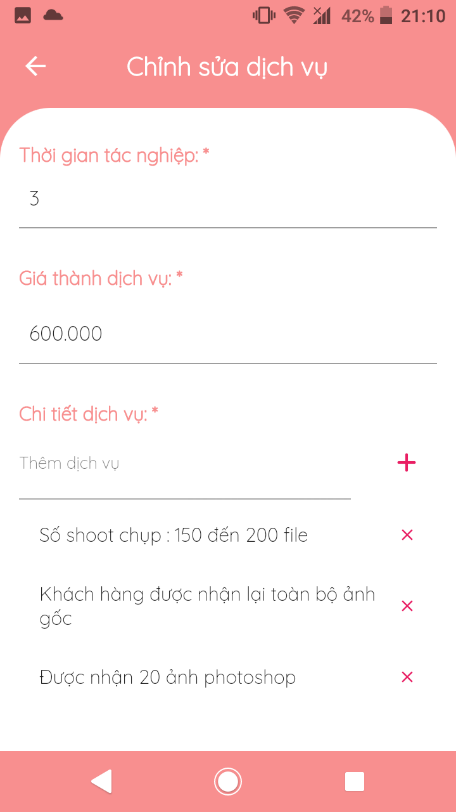 42% 21:10
Chỉnh sửa dịch vụ
Thời gian tác nghiệp: *
3
Giá thành dịch vụ: *
600.000
Chi tiết dịch vụ: *
Thêm dịch vụ
Số shoot chụp : 150 đến 200 file
Khách hàng được nhận lại toàn bộ ảnh
gốc
Được nhận 20 ảnh photoshop